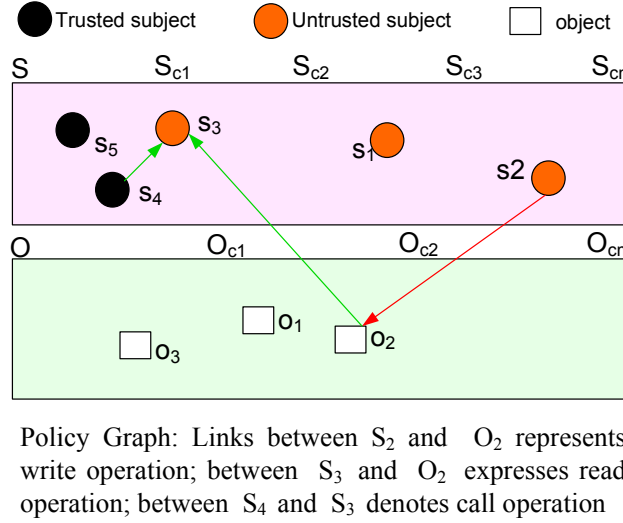 Trusted subject Untrusted subject object
S Sc1 Sc2 Sc3 Scn
s5 s3 s1 s2
s4
O Oc1 Oc2 Ocn
o3 o1 o2
Policy Graph: Links between S2 and O2 represents
write operation; between S3 and O2 expresses read
operation; between S4 and S3 denotes call operation